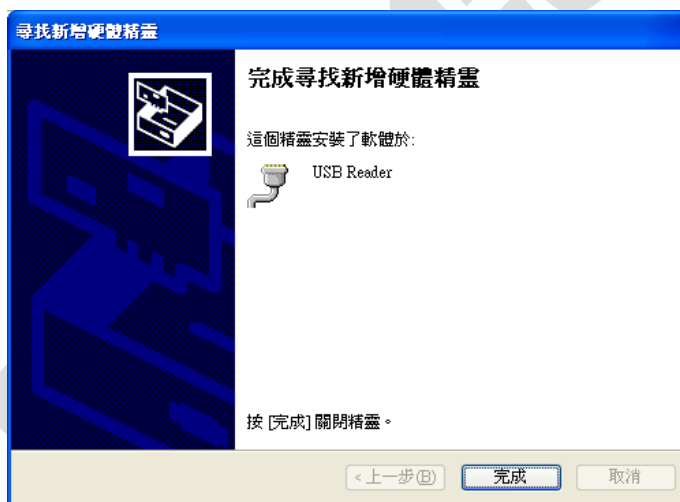 尋找新增硬體精靈
完成尋找新增硬體精靈
這個精靈安裝了軟體於:
USB Reader
按 [完成] 關閉精靈。
<上一步(B)
完成
取消